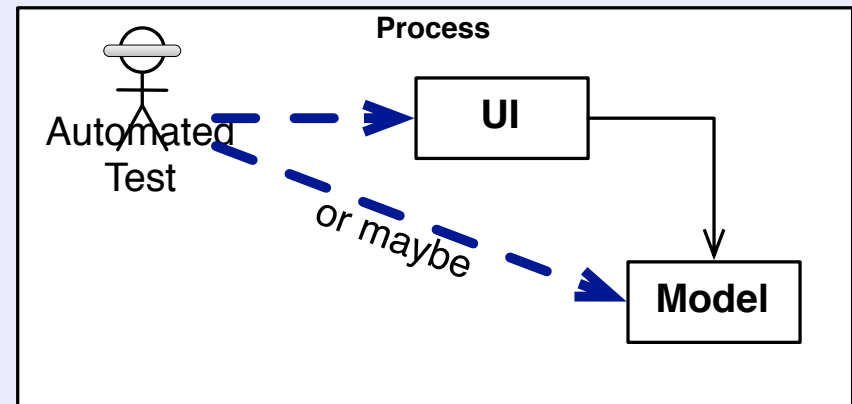 Process
UI
Automated
Test
or maybe
Model